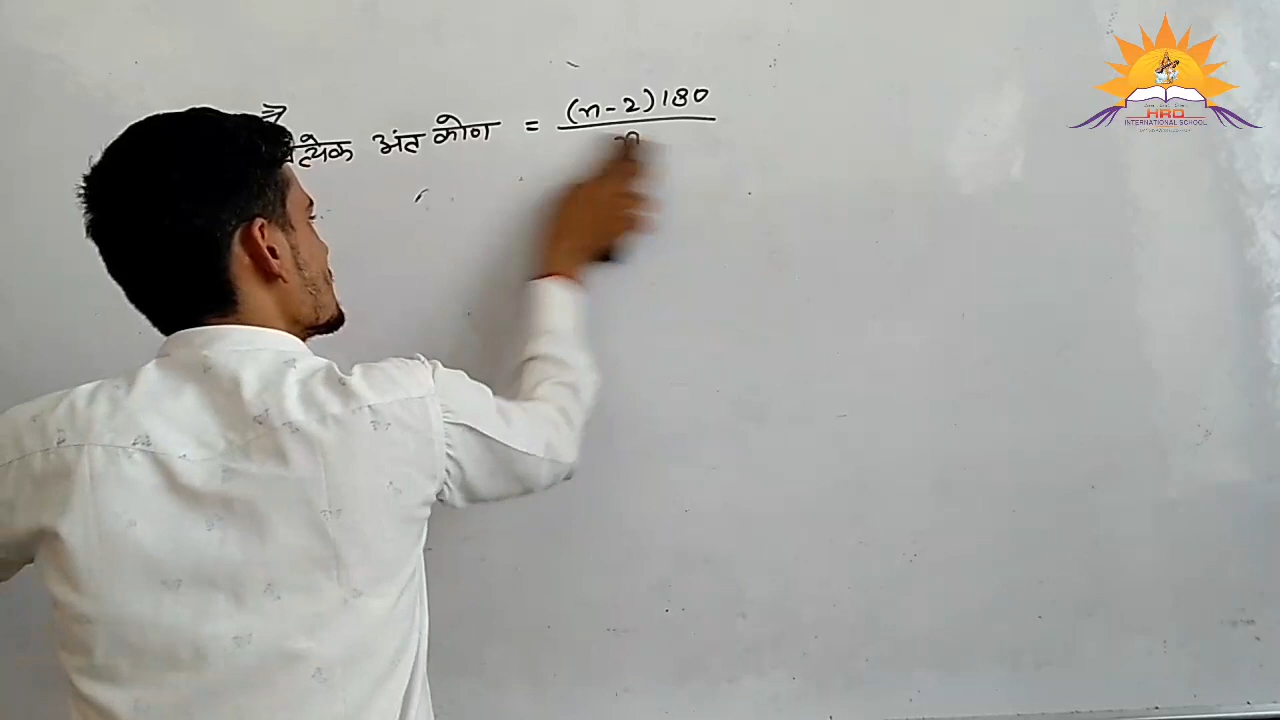 ⇒
अंत कोण = (n-2)180
n
HRD
INTERNATIONAL SCHOOL